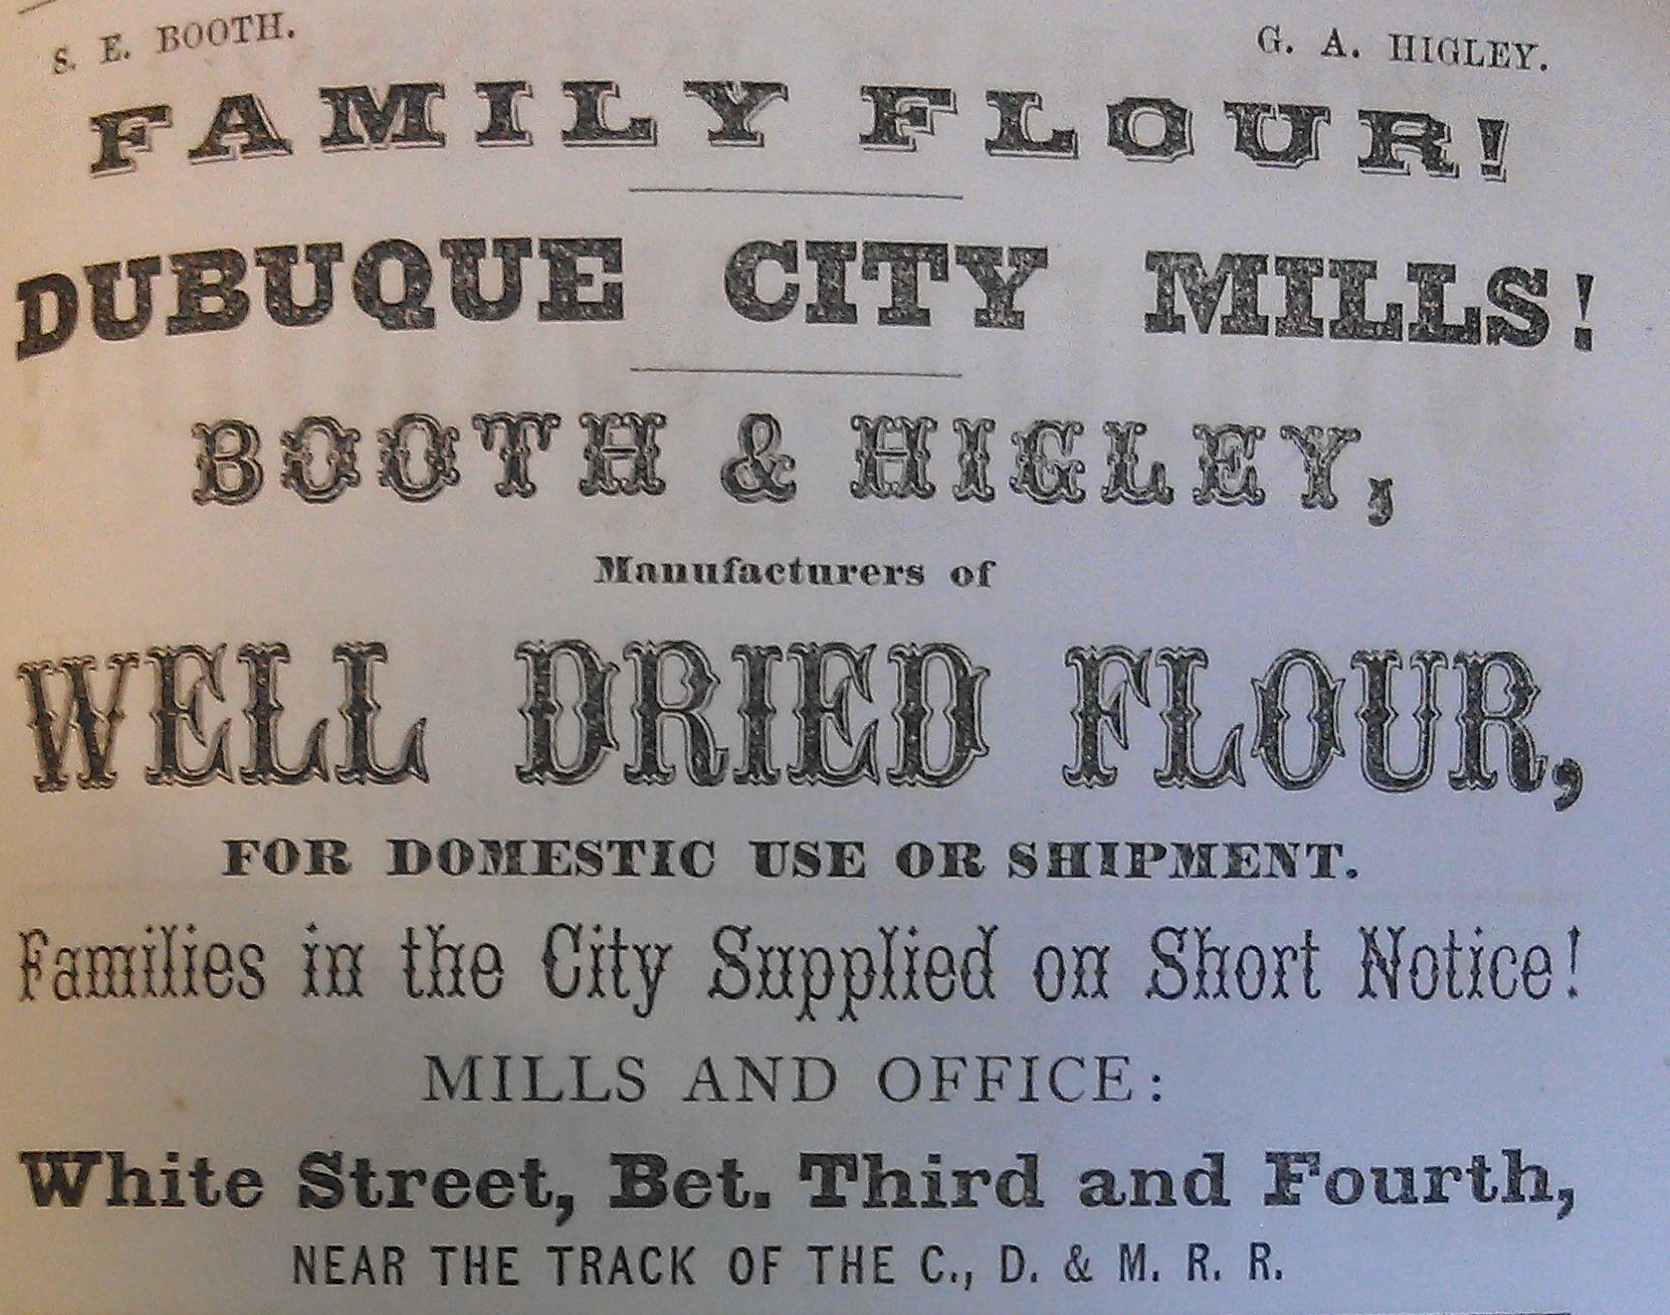 S. E. BOOTH. G. A. HIGLEY.
FAMILY FLOUR!
DUBUQUE CITY MILLS!
BOOTH & HIGLEY,
Manufacturers of
WELL DRIED FLOUR,
FOR DOMESTIC USE OR SHIPMENT.
Families in the City Supplied on Short Notice!
MILLS AND OFFICE:
White Street, Bet. Third and Fourth,
NEAR THE TRACK OF THE C., D. & M. R. R.